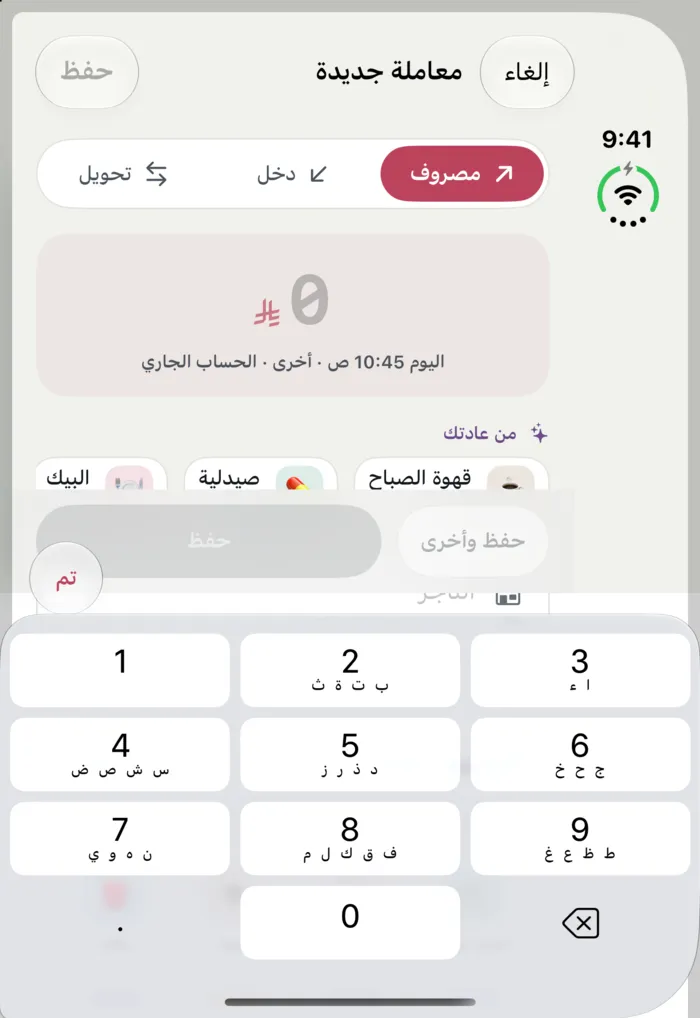 إلغاء
معاملة جديدة
حفظ
9:41
مصروف
دخل
تحويل
0
اليوم 10:45 ص · أخرى · الحساب الجاري
من عادتك
قهوة الصباح
صيدلية
البيك
حفظ وأخرى
حفظ
تم
التاجر
1
2
ب ت ة ث
3
ا ء
4
س ش ص ض
5
د ذ ر ز
6
ج ح خ
7
ن ه و ي
8
ف ق ك ل م
9
ط ظ ع غ
.
0